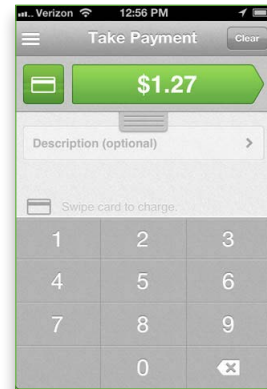 Verizon 12:56 PM
Take Payment Clear
$1.27
Description (optional)
Swipe card to charge.
1 2 3
4 5 6
7 8 9
0